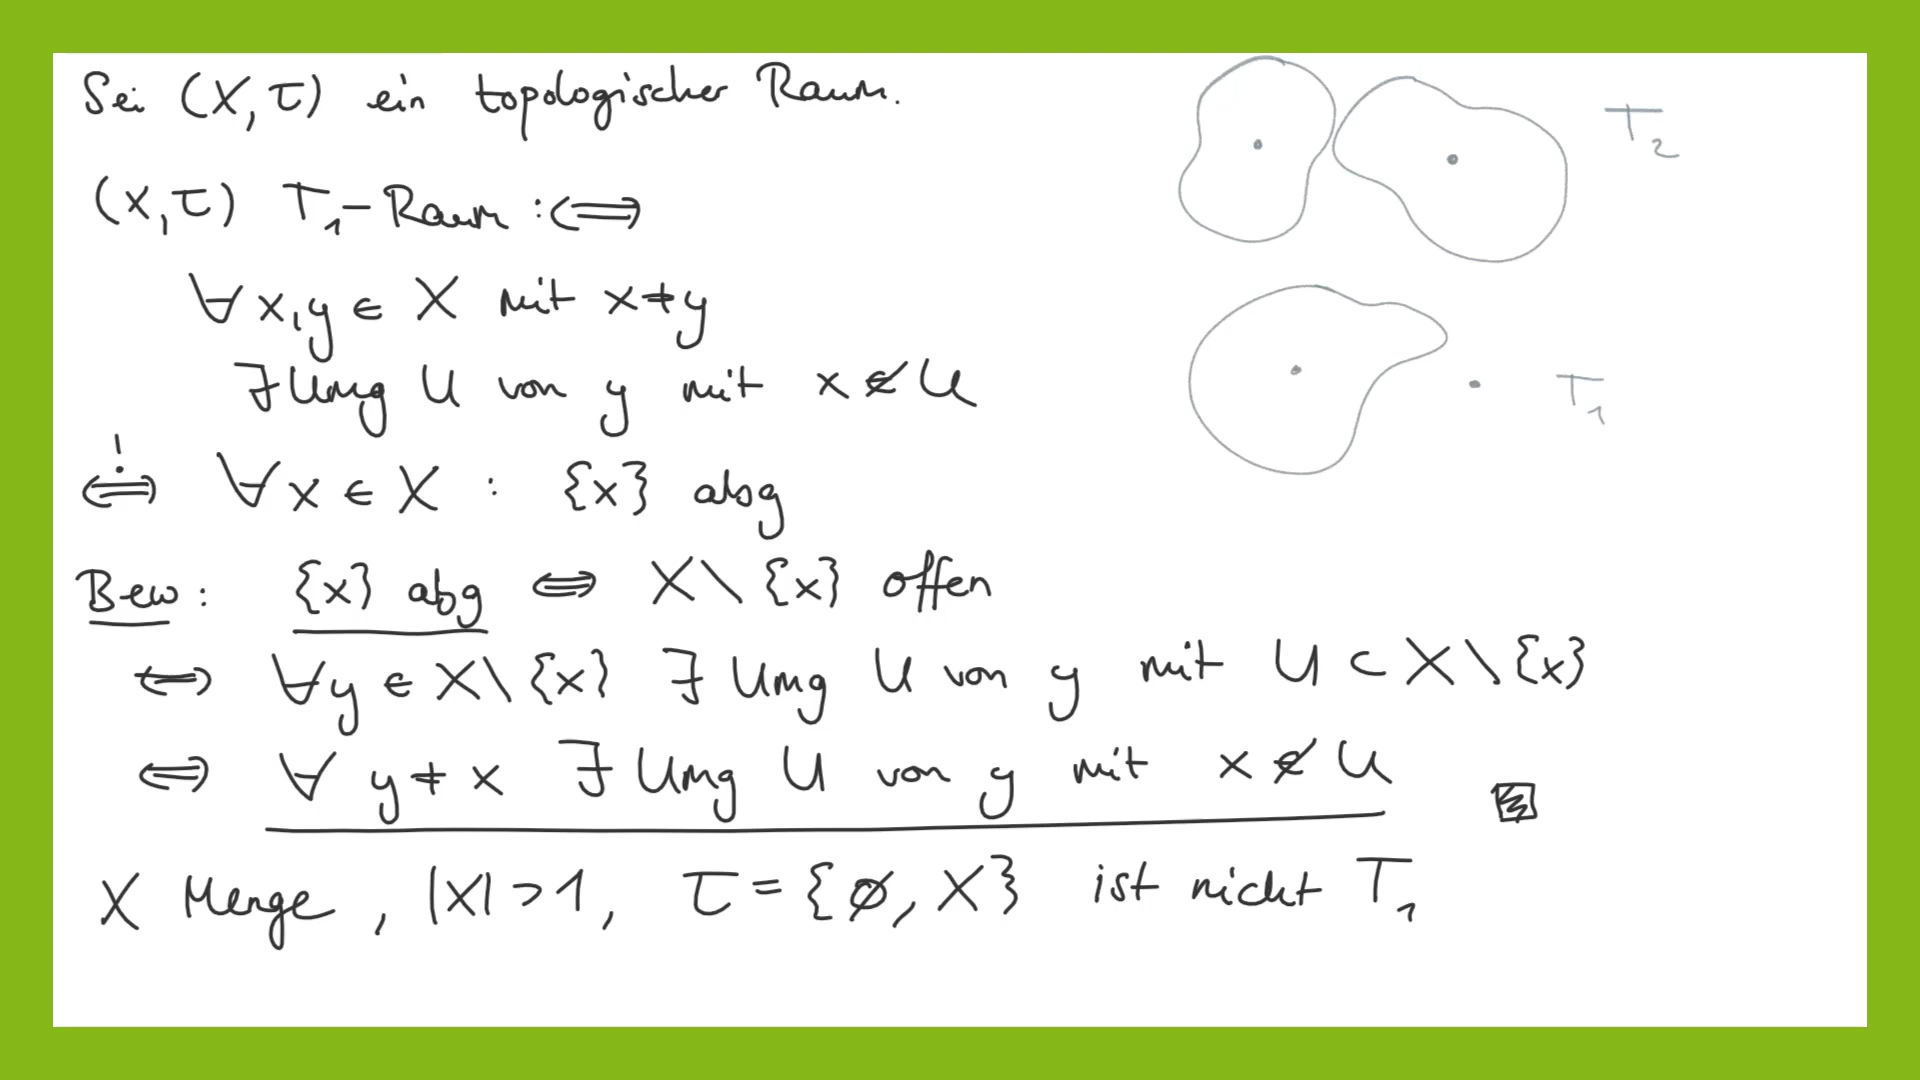 Sei (X,τ) ein topologischer Raum.
T₂
(X,τ) T₁-Raum :⟺
∀ x,y ∈ X mit x≠y
∃ Umg U von y mit x ∉ U
T₁
⟺! ∀ x ∈ X : {x} abg
Bew: {x} abg ⟺ X\{x} offen
⟺ ∀y ∈ X\{x} ∃ Umg U von y mit U ⊂ X\{x}
⟺ ∀ y≠x ∃ Umg U von y mit x ∉ U
X Menge, |X|>1, τ={∅, X} ist nicht T₁